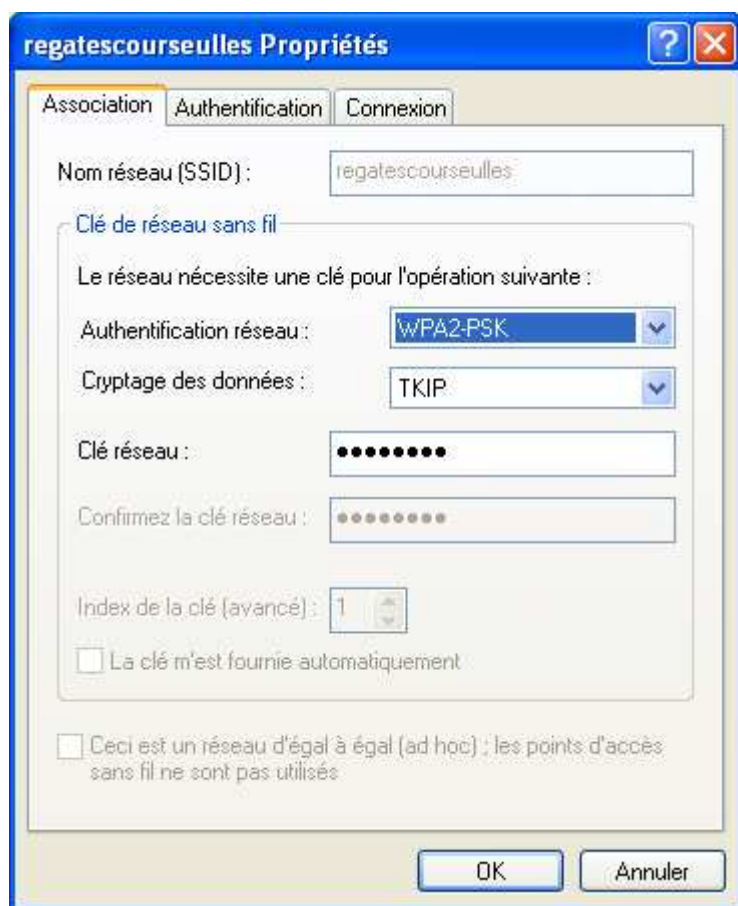 regatescourseulles Propriétés
Association Authentification Connexion
Nom réseau (SSID) : regatescourseulles
Clé de réseau sans fil
Le réseau nécessite une clé pour l'opération suivante :
Authentification réseau : WPA2-PSK
Cryptage des données : TKIP
Clé réseau : ••••••••
Confirmez la clé réseau : ••••••••
Index de la clé (avancé) : 1
La clé m'est fournie automatiquement
Ceci est un réseau d'égal à égal (ad hoc) ; les points d'accès
sans fil ne sont pas utilisés
OK Annuler